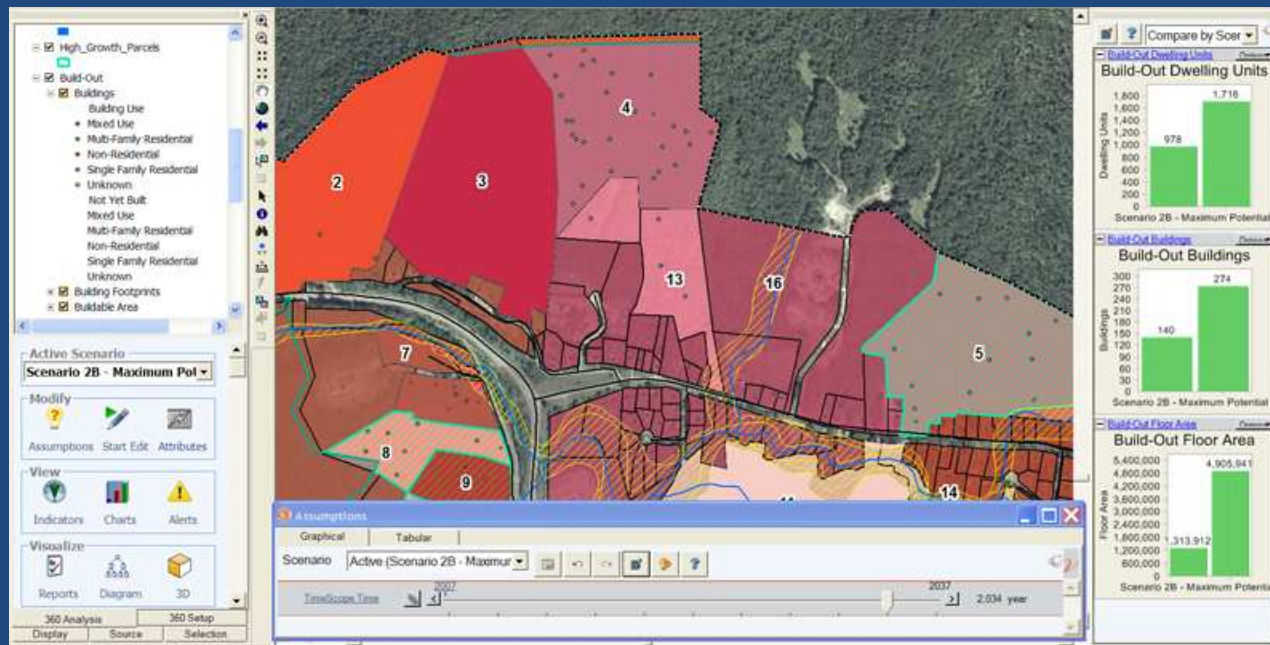 High_Growth_Parcels
Build-Out
Buildings
Building Use
Mixed Use
Multi-Family Residential
Non-Residential
Single Family Residential
Unknown
Not Yet Built
Mixed Use
Multi-Family Residential
Non-Residential
Single Family Residential
Unknown
Building Footprints
Buildable Area
Active Scenario
Scenario 2B - Maximum Pol
Modify
Assumptions Start Edit Attributes
View
Indicators Charts Alerts
Visualize
Reports Diagram 3D
360 Analysis 360 Setup
Display Source Selection
2
3
4
13
16
5
7
8
9
14
Assumptions
Graphical Tabular
Scenario Active (Scenario 2B - Maximur
2007 2037
TimeScope Time 2,034 year
Compare by Scer
Build-Out Dwelling Units
Build-Out Dwelling Units
Dwelling Units
1,800
1,600
1,400
1,200
1,000
800
600
400
200
0
978
1,716
Scenario 2B - Maximum Potential
Build-Out Buildings
Build-Out Buildings
Buildings
300
270
240
210
180
150
120
90
60
30
0
140
274
Scenario 2B - Maximum Potential
Build-Out Floor Area
Build-Out Floor Area
Floor Area
5,400,000
4,800,000
4,200,000
3,600,000
3,000,000
2,400,000
1,800,000
1,200,000
600,000
0
1,313,912
4,905,941
Scenario 2B - Maximum Potentia